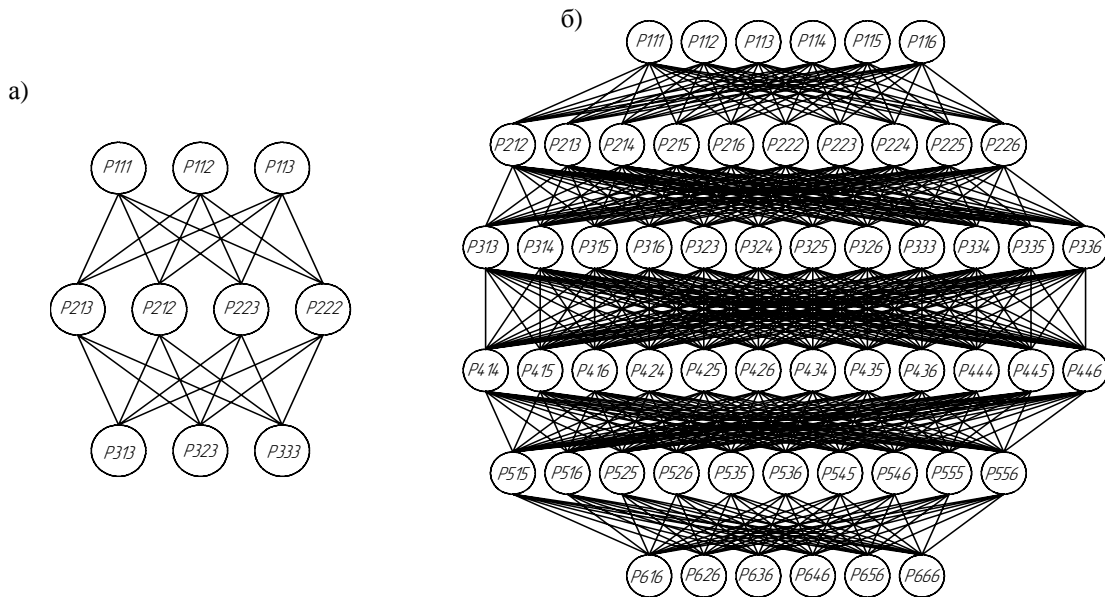 а)
P111 P112 P113
P213 P212 P223 P222
P313 P323 P333
б)
P111 P112 P113 P114 P115 P116
P212 P213 P214 P215 P216 P222 P223 P224 P225 P226
P313 P314 P315 P316 P323 P324 P325 P326 P333 P334 P335 P336
P414 P415 P416 P424 P425 P426 P434 P435 P436 P444 P445 P446
P515 P516 P525 P526 P535 P536 P545 P546 P555 P556
P616 P626 P636 P646 P656 P666